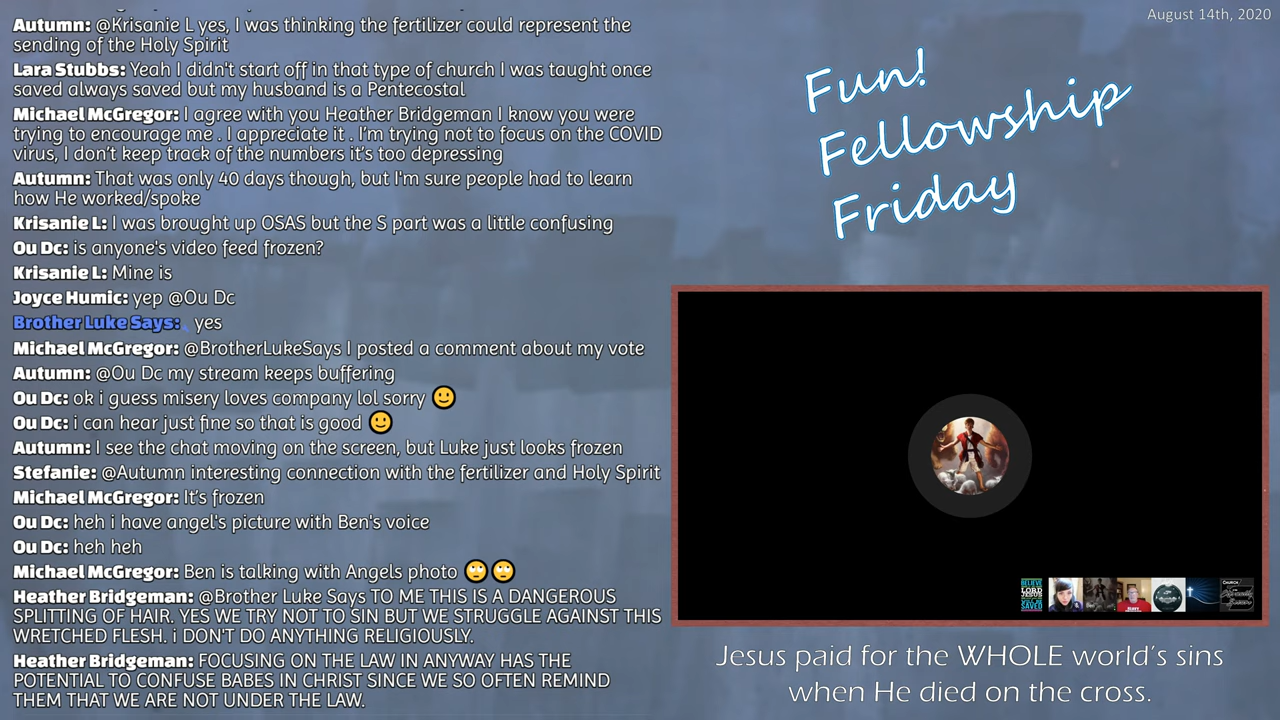 August 14th, 2020
Autumn: @Krisanie L yes, I was thinking the fertilizer could represent the
sending of the Holy Spirit
Lara Stubbs: Yeah I didn't start off in that type of church I was taught once
saved always saved but my husband is a Pentecostal
Michael McGregor: I agree with you Heather Bridgeman I know you were
trying to encourage me . I appreciate it . I'm trying not to focus on the COVID
virus, I don't keep track of the numbers it's too depressing
Autumn: That was only 40 days though, but I'm sure people had to learn
how He worked/spoke
Krisanie L: I was brought up OSAS but the S part was a little confusing
Ou Dc: is anyone's video feed frozen?
Krisanie L: Mine is
Joyce Humic: yep @Ou Dc
Brother Luke Says: yes
Michael McGregor: @BrotherLukeSays I posted a comment about my vote
Autumn: @Ou Dc my stream keeps buffering
Ou Dc: ok i guess misery loves company lol sorry 🙂
Ou Dc: i can hear just fine so that is good 🙂
Autumn: I see the chat moving on the screen, but Luke just looks frozen
Stefanie: @Autumn interesting connection with the fertilizer and Holy Spirit
Michael McGregor: It's frozen
Ou Dc: heh i have angel's picture with Ben's voice
Ou Dc: heh heh
Michael McGregor: Ben is talking with Angels photo 🙄🙄
Heather Bridgeman: @Brother Luke Says TO ME THIS IS A DANGEROUS
SPLITTING OF HAIR. YES WE TRY NOT TO SIN BUT WE STRUGGLE AGAINST THIS
WRETCHED FLESH. i DON'T DO ANYTHING RELIGIOUSLY.
Heather Bridgeman: FOCUSING ON THE LAW IN ANYWAY HAS THE
POTENTIAL TO CONFUSE BABES IN CHRIST SINCE WE SO OFTEN REMIND
THEM THAT WE ARE NOT UNDER THE LAW.
Fun!
Fellowship
Friday
BELIEVE
LORD
JESUS
SAVED
CHURCH
Jesus paid for the WHOLE world's sins
when He died on the cross.